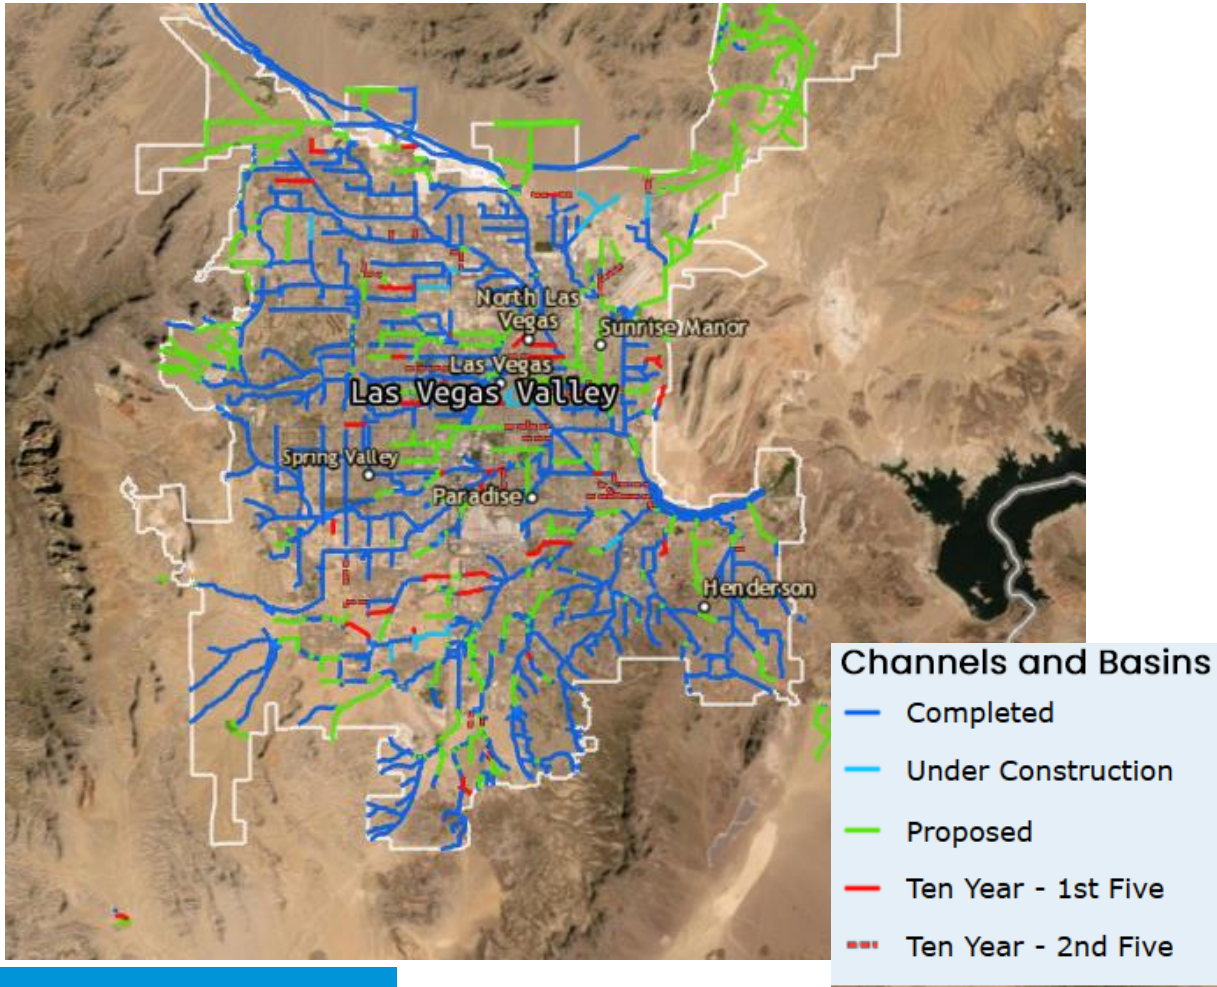 North Las
Vegas
Sunrise Manor
Las Vegas
Las Vegas Valley
Spring Valley
Paradise
Henderson
Channels and Basins
Completed
Under Construction
Proposed
Ten Year - 1st Five
Ten Year - 2nd Five